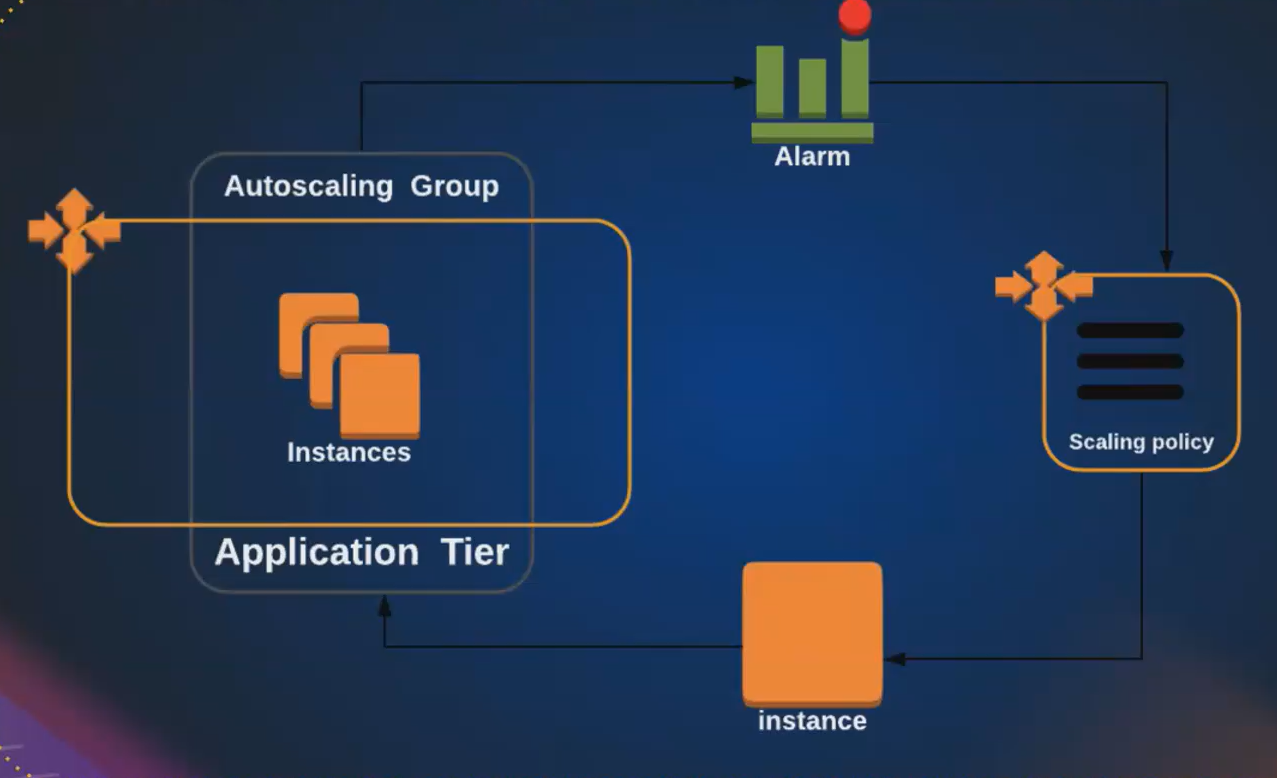 Alarm
Autoscaling Group
Instances
Scaling policy
Application Tier
instance